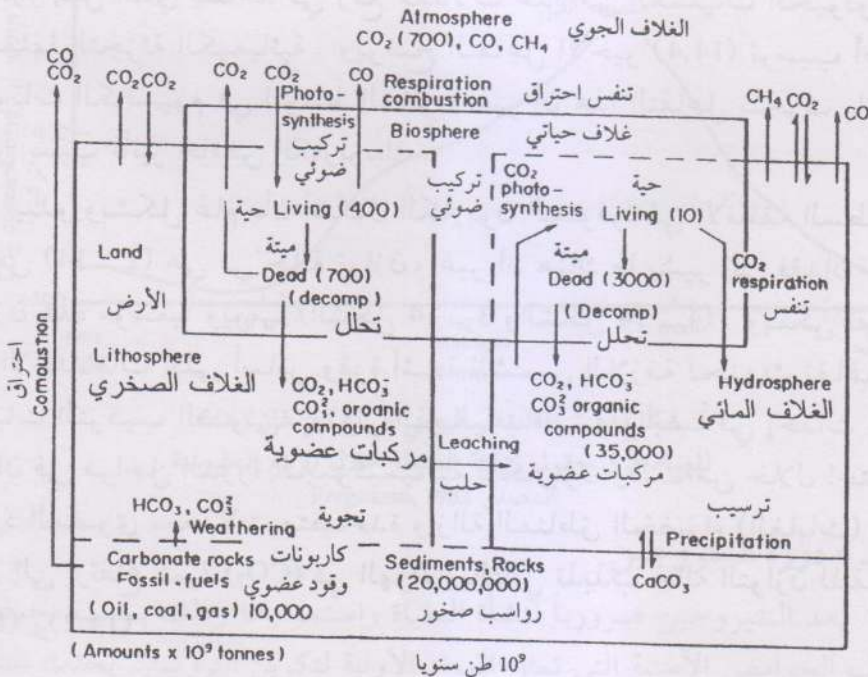 Atmosphere الغلاف الجوي
CO₂ (700), CO, CH₄
CO
CO₂
CO₂ CO₂
CO₂ CO₂ CO
Respiration
combustion
تنفس احتراق
CH₄ CO₂ CO
Photo-
synthesis
تركيب
ضوئي
Biosphere غلاف حياتي
تركيب
ضوئي
CO₂
photo-
synthesis
حية Living (400)
حية
Living (10)
ميتة
Dead (700)
(decomp)
تحلل
ميتة
Dead (3000)
(Decomp)
تحلل
CO₂
respiration
تنفس
Land
الأرض
احتراق
Comoustion
Lithosphere
الغلاف الصخري
CO₂, HCO₃⁻
CO₃²⁻, oroanic
compounds
مركبات عضوية
Leaching
حلب
CO₂, HCO₃⁻
CO₃² organic
compounds
(35,000)
مركبات عضوية
Hydrosphere
الغلاف المائي
HCO₃, CO₃²
Weathering تجوية
ترسيب
Precipitation
CaCO₃
Carbonate rocks كاربونات
Fossil.fuels وقود عضوي
(Oil, coal, gas) 10,000
Sediments, Rocks
(20,000,000)
رواسب صخور
(Amounts x 10⁹ tonnes) 10⁹ طن سنويا